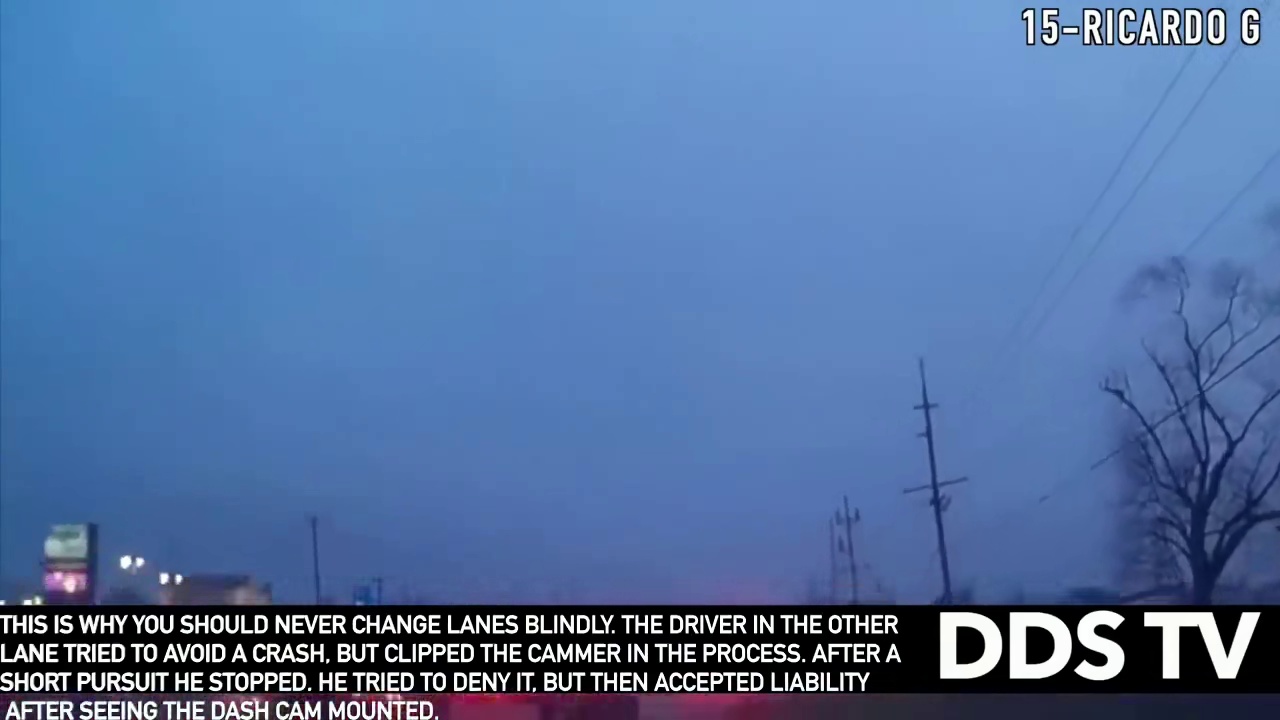 15-RICARDO G
THIS IS WHY YOU SHOULD NEVER CHANGE LANES BLINDLY. THE DRIVER IN THE OTHER
LANE TRIED TO AVOID A CRASH, BUT CLIPPED THE CAMMER IN THE PROCESS. AFTER A
SHORT PURSUIT HE STOPPED. HE TRIED TO DENY IT, BUT THEN ACCEPTED LIABILITY
AFTER SEEING THE DASH CAM MOUNTED.
DDS TV